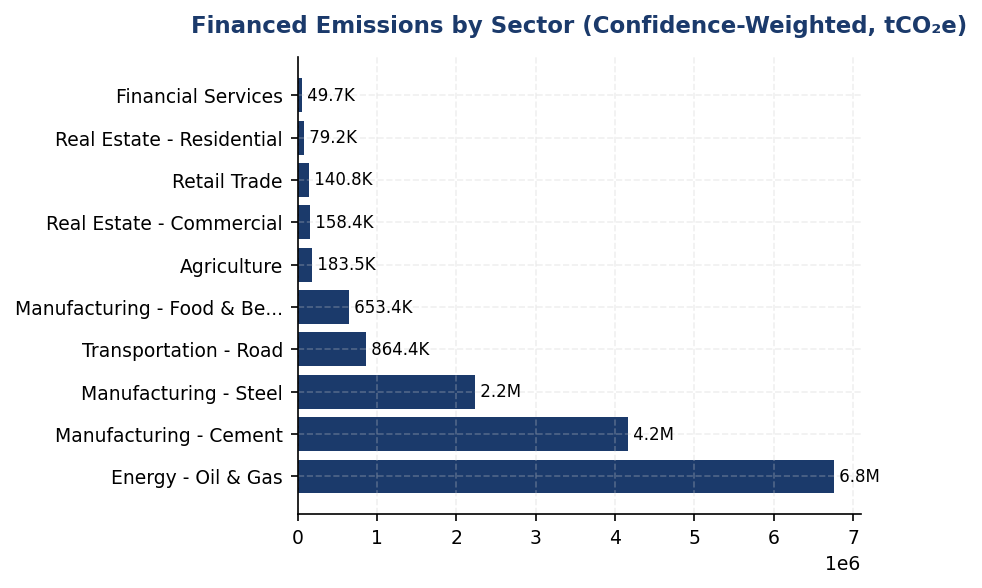 Financed Emissions by Sector (Confidence-Weighted, tCO₂e)
Financial Services 49.7K
Real Estate - Residential 79.2K
Retail Trade 140.8K
Real Estate - Commercial 158.4K
Agriculture 183.5K
Manufacturing - Food & Be... 653.4K
Transportation - Road 864.4K
Manufacturing - Steel 2.2M
Manufacturing - Cement 4.2M
Energy - Oil & Gas 6.8M
0 1 2 3 4 5 6 7
1e6